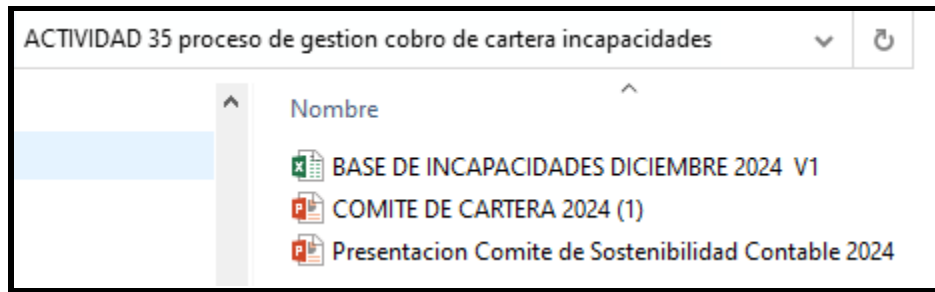 ACTIVIDAD 35 proceso de gestion cobro de cartera incapacidades
Nombre
BASE DE INCAPACIDADES DICIEMBRE 2024  V1
COMITE DE CARTERA 2024 (1)
Presentacion Comite de Sostenibilidad Contable 2024